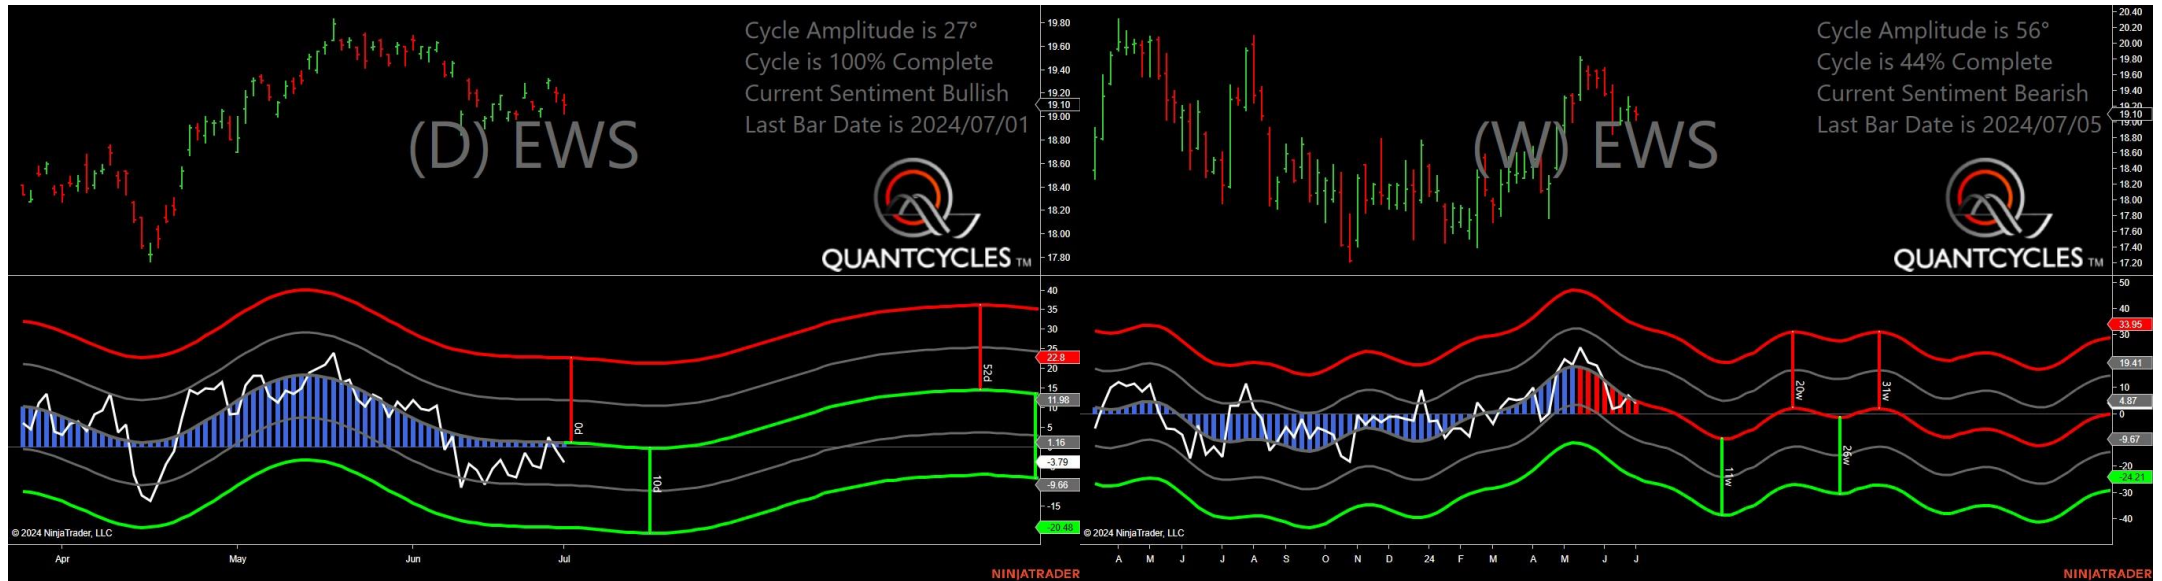 Cycle Amplitude is 27°
Cycle is 100% Complete
Current Sentiment Bullish
Last Bar Date is 2024/07/01
(D) EWS
QUANTCYCLES TM
19.80
19.60
19.40
19.20
19.10
19.00
18.80
18.60
18.40
18.20
18.00
17.80
40
35
30
25
22.8
20
15
11.98
10
5
1.16
-3.79
-9.66
-15
-20.48
0d
10d
52d
© 2024 NinjaTrader, LLC
Apr May Jun Jul
NINJATRADER
Cycle Amplitude is 56°
Cycle is 44% Complete
Current Sentiment Bearish
Last Bar Date is 2024/07/05
(W) EWS
QUANTCYCLES TM
20.40
20.20
20.00
19.80
19.60
19.40
19.20
19.10
19.00
18.80
18.60
18.40
18.20
18.00
17.80
17.60
17.40
17.20
50
40
33.95
30
19.41
10
4.87
0
-9.67
-20
-24.21
-30
-40
11w
20w
26w
31w
© 2024 NinjaTrader, LLC
A M J J A S O N D 24 F M A M J J
NINJATRADER